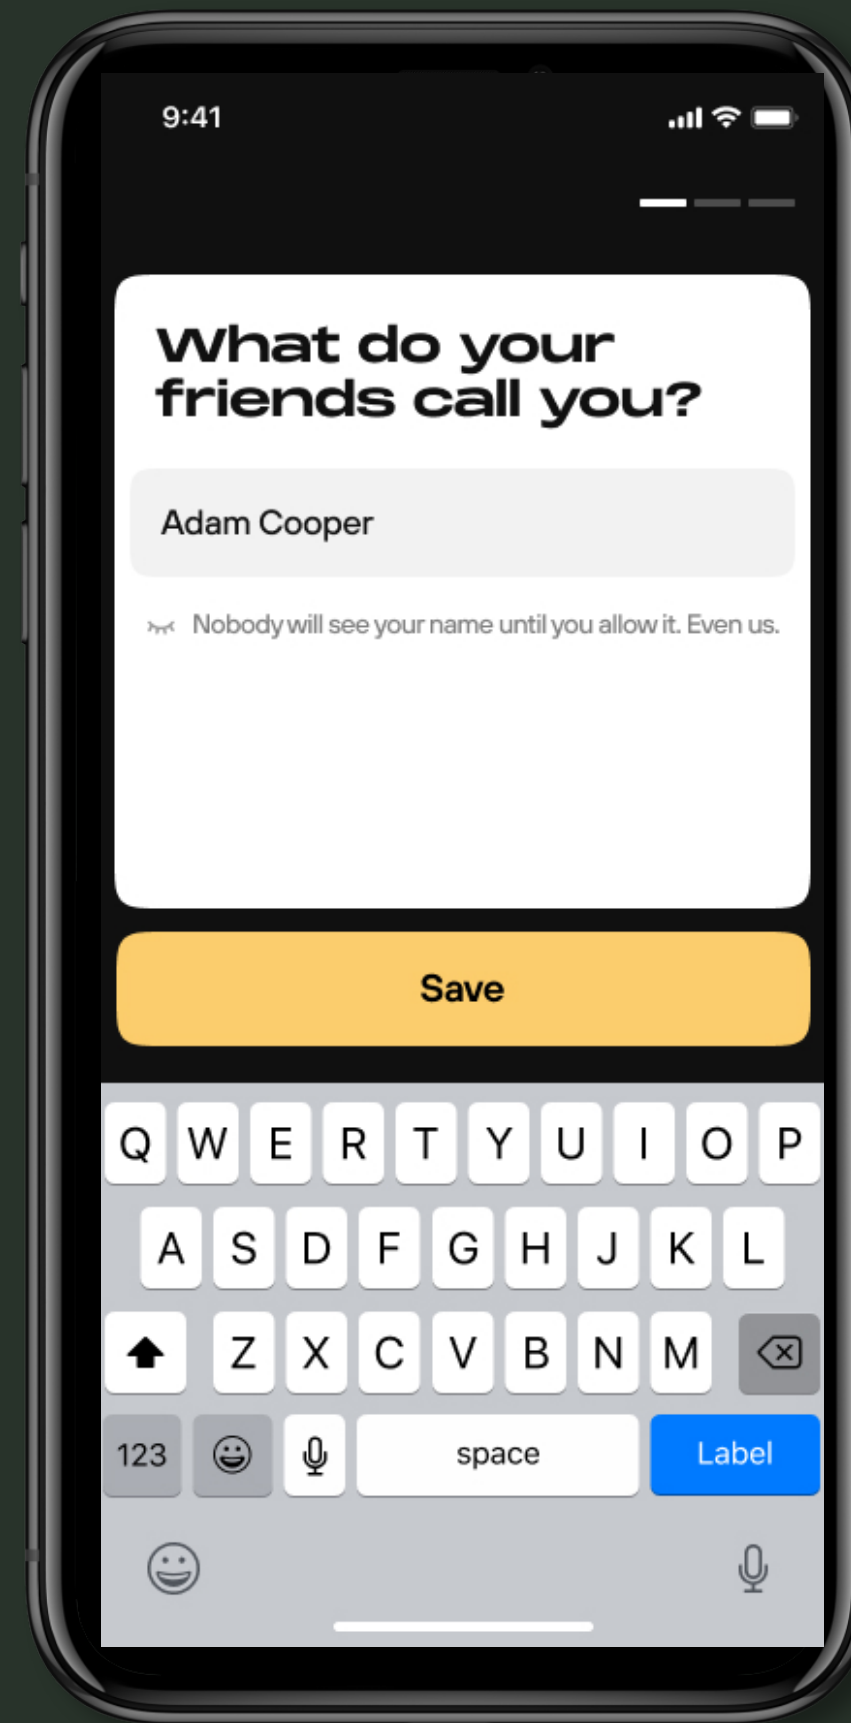 9:41
What do your
friends call you?
Adam Cooper
Nobody will see your name until you allow it. Even us.
Save
Q W E R T Y U I O P
A S D F G H J K L
Z X C V B N M
123 space Label